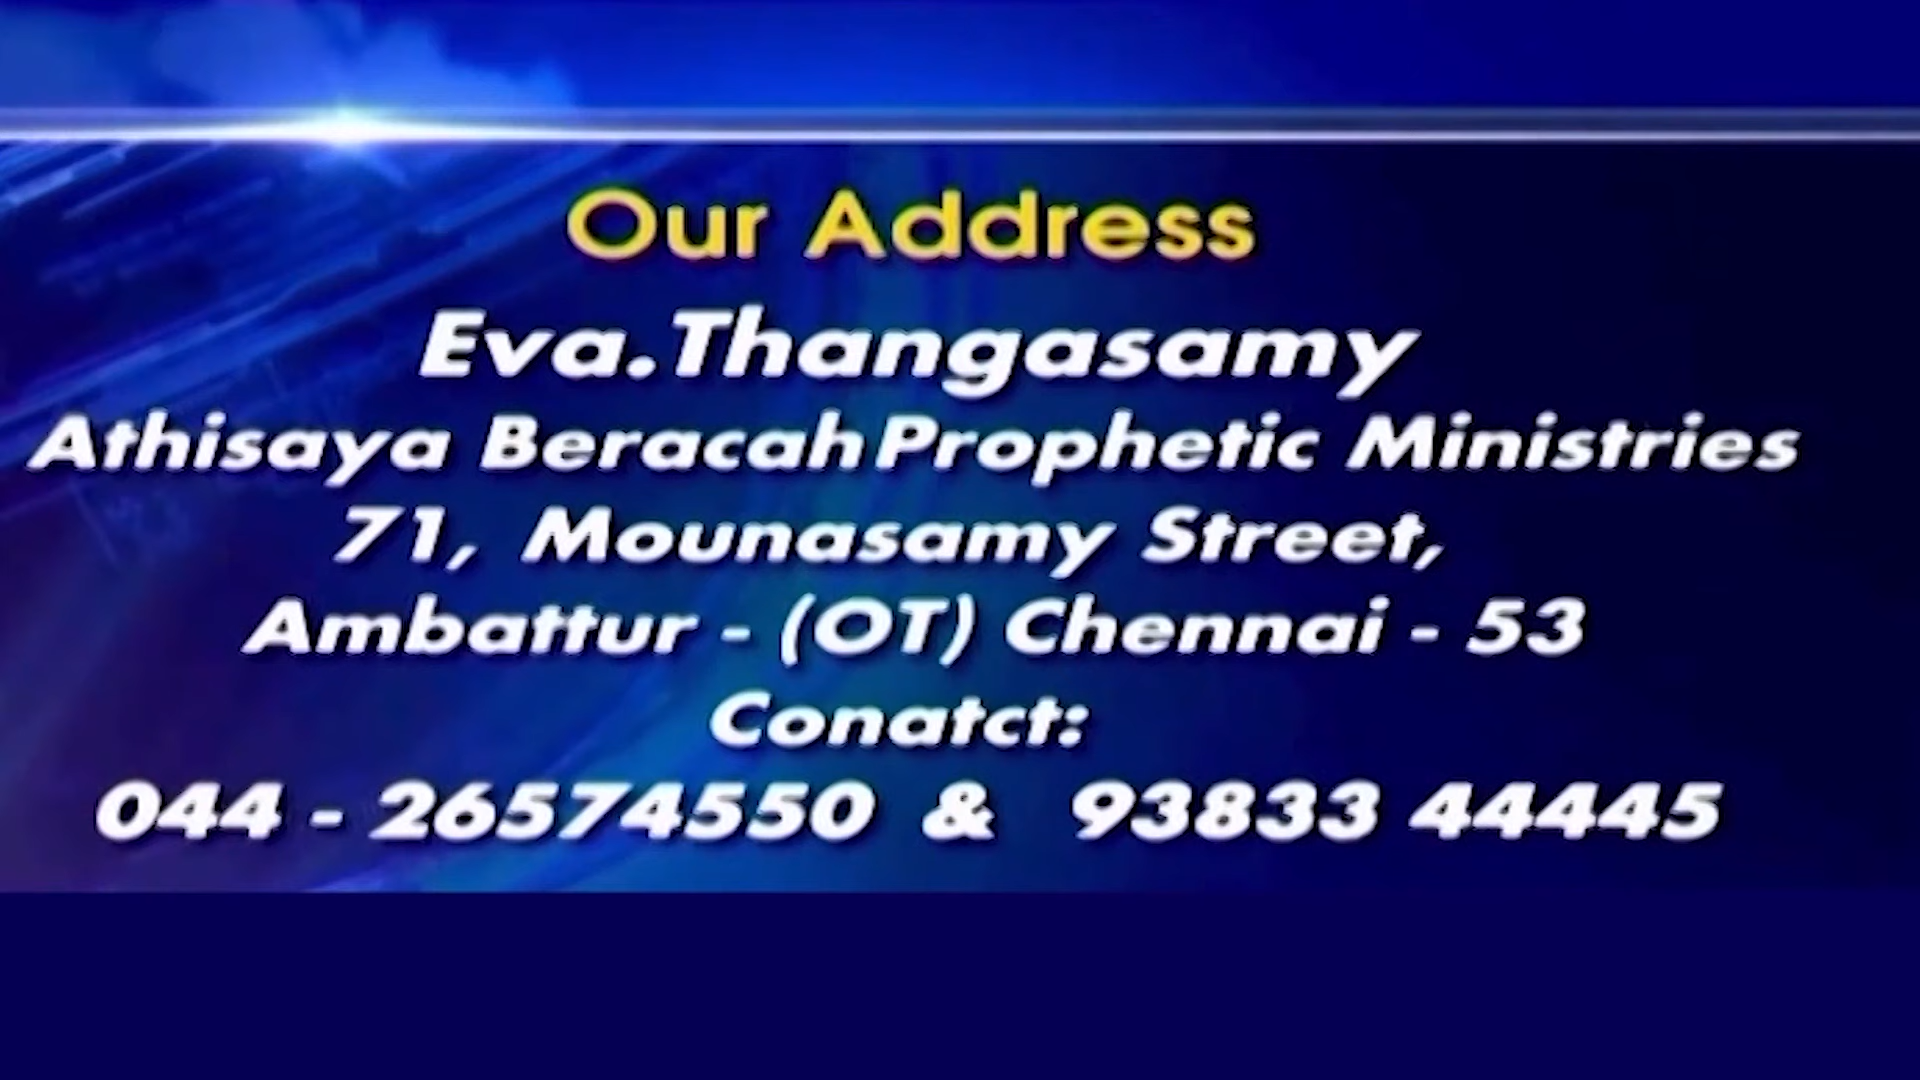 Our Address
Eva.Thangasamy
Athisaya Beracah Prophetic Ministries
71, Mounasamy Street,
Ambattur - (OT) Chennai - 53
Conatct:
044 - 26574550 & 93833 44445